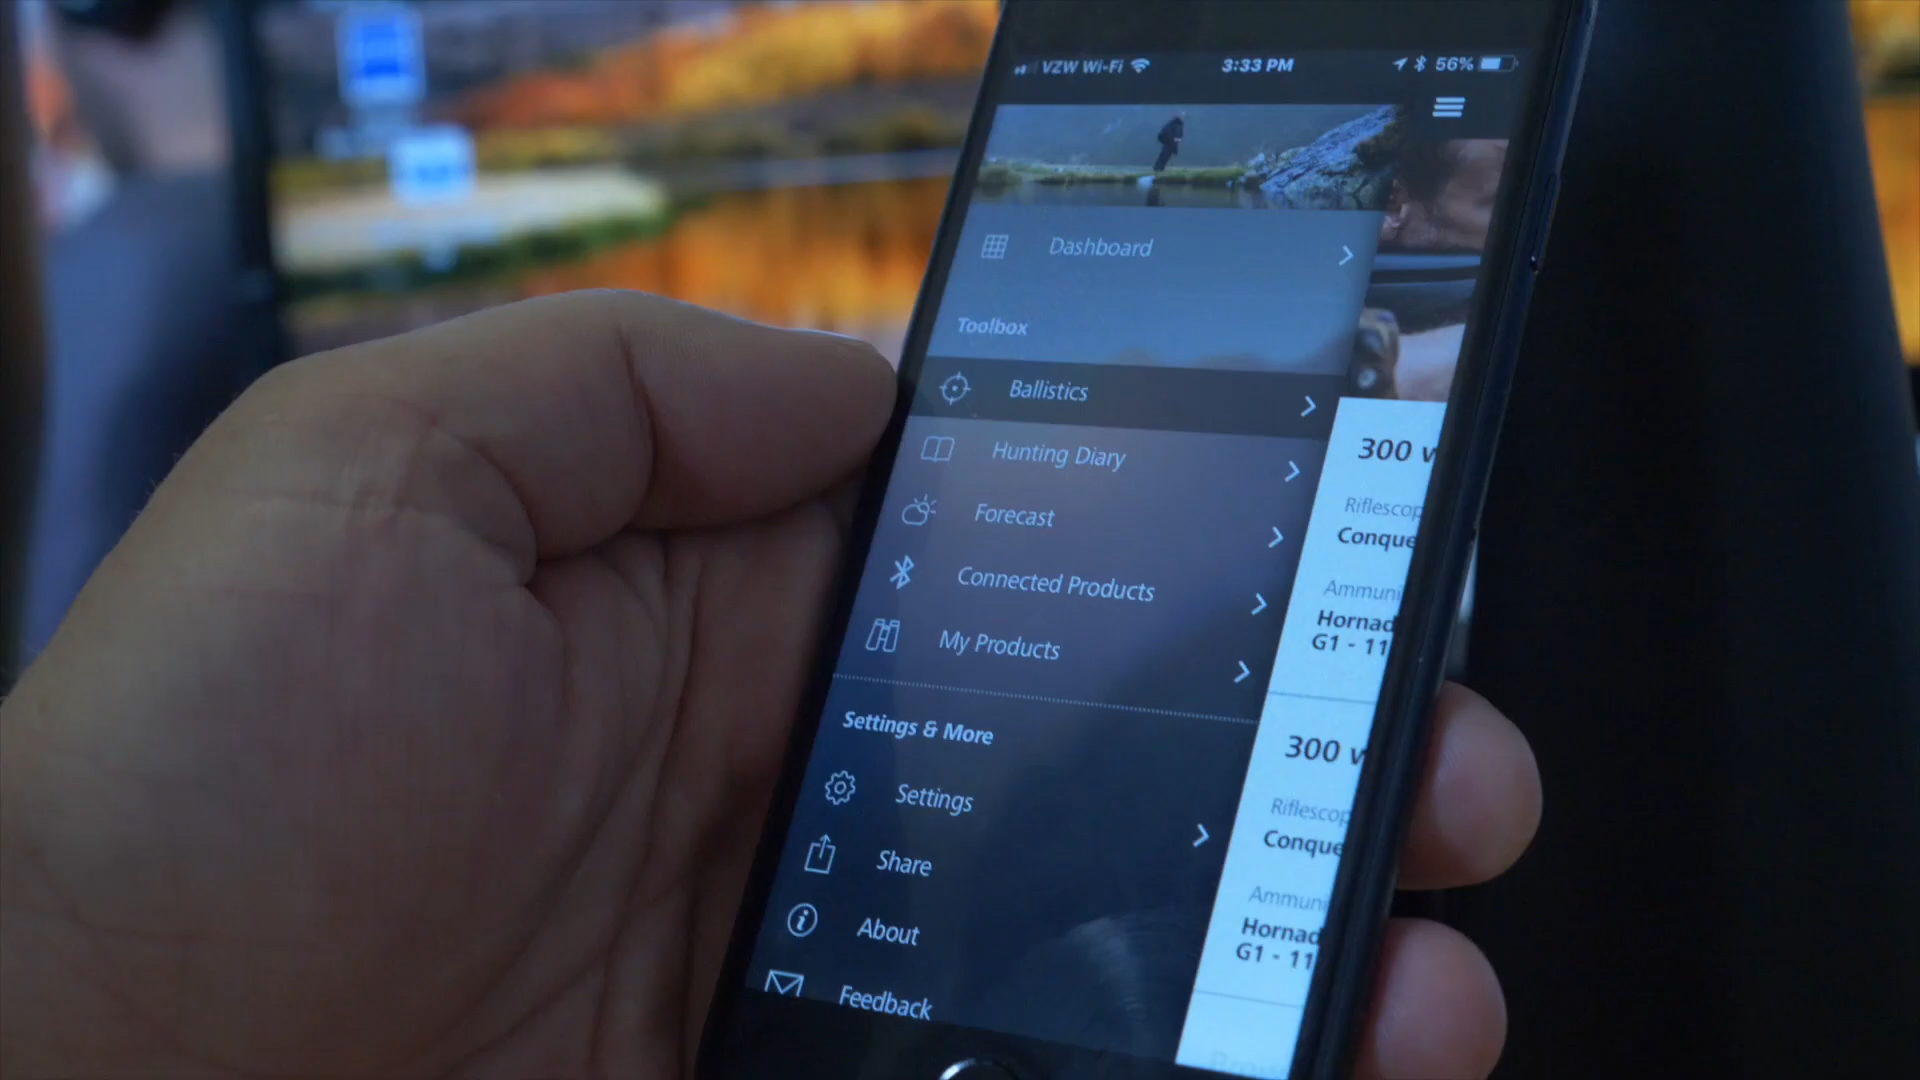 VZW Wi-Fi 3:33 PM 56%
Dashboard
Toolbox
Ballistics
Hunting Diary
Forecast
Connected Products
My Products
Settings & More
Settings
Share
About
Feedback
300 w
Riflescop
Conque
Ammuni
Hornad
G1 - 11
300 w
Riflescop
Conque
Ammuni
Hornad
G1 - 11